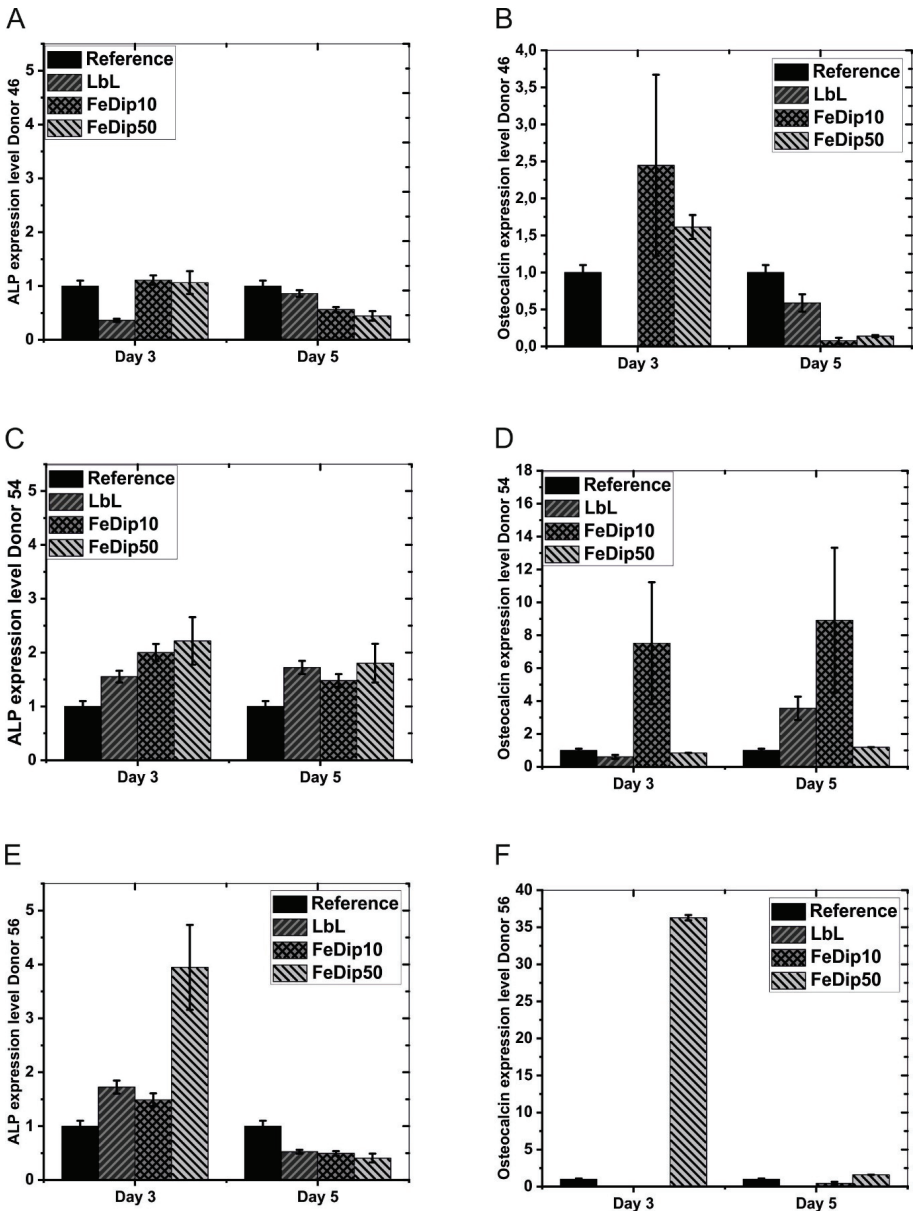 A
ALP expression level Donor 46
5
4
3
2
1
0
Reference
LbL
FeDip10
FeDip50
Day 3
Day 5
B
Osteocalcin expression level Donor 46
4,0
3,5
3,0
2,5
2,0
1,5
1,0
0,5
0,0
Reference
LbL
FeDip10
FeDip50
Day 3
Day 5
C
ALP expression level Donor 54
5
4
3
2
1
0
Reference
LbL
FeDip10
FeDip50
Day 3
Day 5
D
Osteocalcin expression level Donor 54
18
16
14
12
10
8
6
4
2
0
Reference
LbL
FeDip10
FeDip50
Day 3
Day 5
E
ALP expression level Donor 56
5
4
3
2
1
0
Reference
LbL
FeDip10
FeDip50
Day 3
Day 5
F
Osteocalcin expression level Donor 56
40
35
30
25
20
15
10
5
0
Reference
LbL
FeDip10
FeDip50
Day 3
Day 5